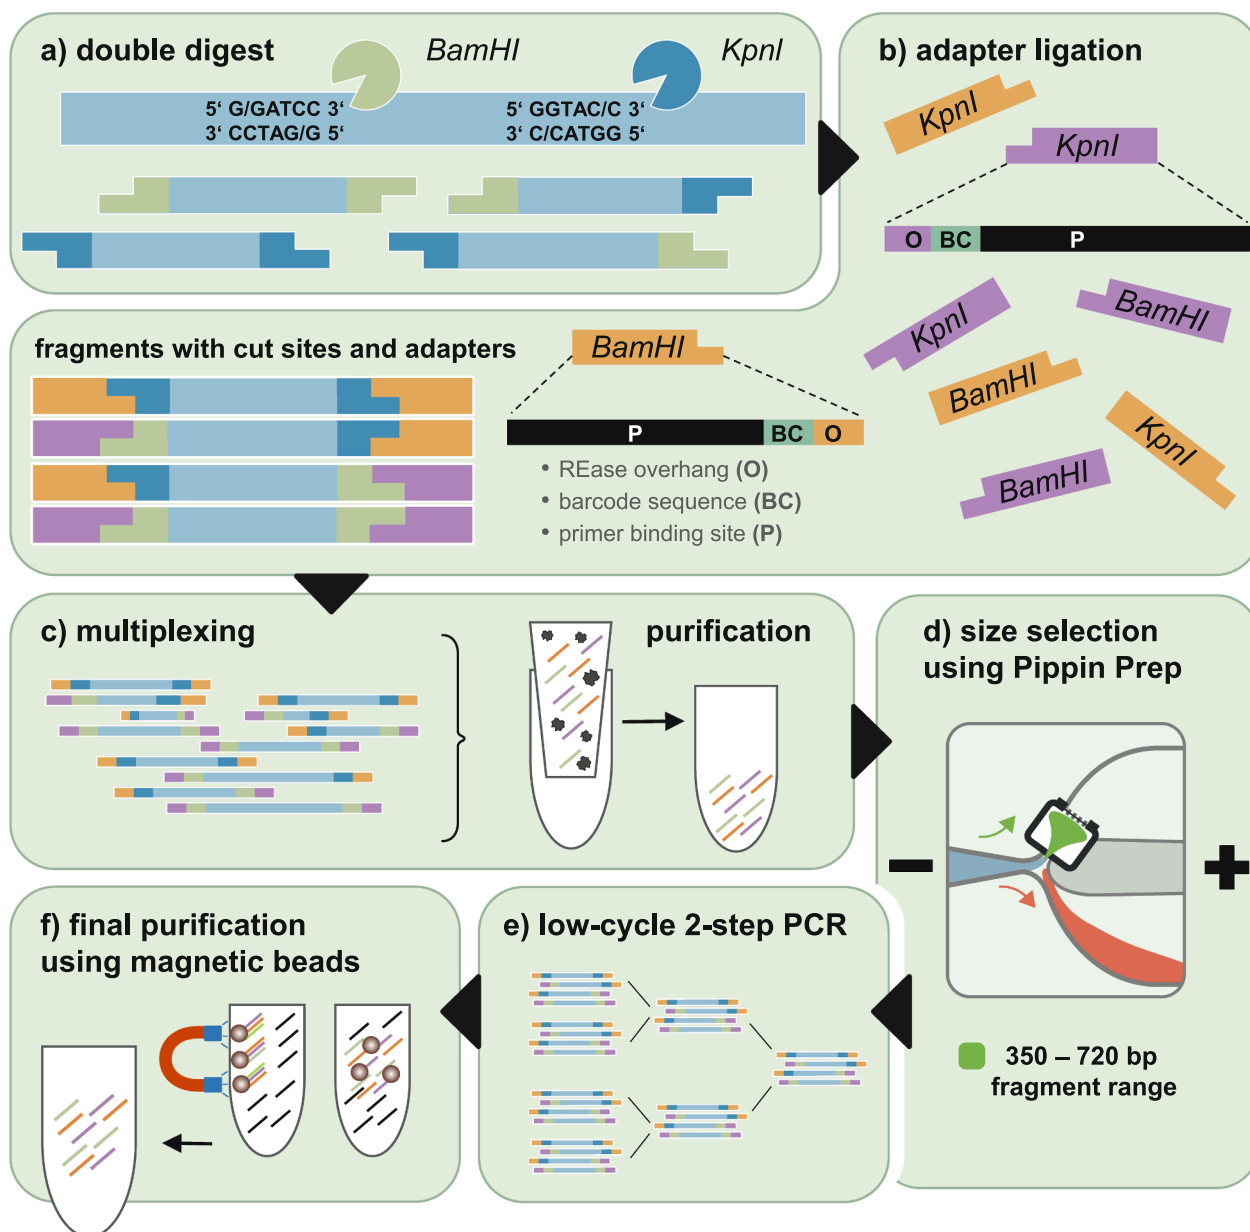 a) double digest
BamHI
KpnI
5‘ G/GATCC 3‘
3‘ CCTAG/G 5‘
5‘ GGTAC/C 3‘
3‘ C/CATGG 5‘
b) adapter ligation
KpnI
KpnI
O BC P
KpnI
BamHI
BamHI
KpnI
BamHI
fragments with cut sites and adapters
BamHI
P BC O
• REase overhang (O)
• barcode sequence (BC)
• primer binding site (P)
c) multiplexing
purification
d) size selection
using Pippin Prep
− +
350 – 720 bp
fragment range
e) low-cycle 2-step PCR
f) final purification
using magnetic beads